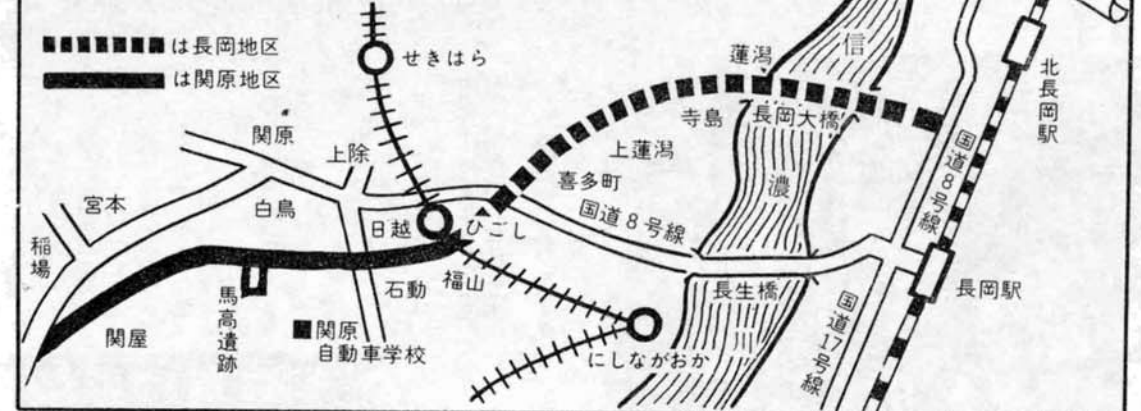 は長岡地区
は関原地区
せきはら
蓮潟
信
北長岡駅
寺島
長岡大橋
国道8号線
関原
上除
上蓮潟
喜多町
濃
宮本
白鳥
日越
ひごし
国道8号線
稲場
石動
福山
長生橋
長岡駅
馬高遺跡
関屋
関原
自動車学校
にしながおか
国道17号線